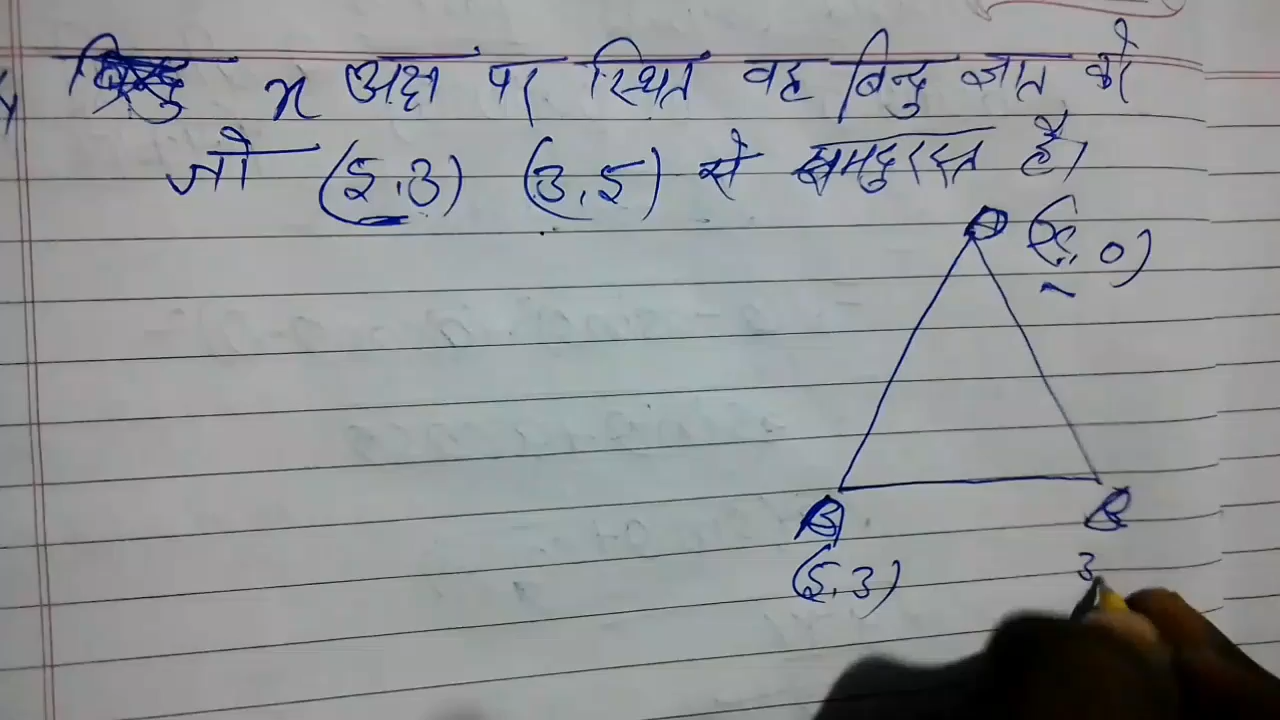 x अक्ष पर स्थित वह बिन्दु ज्ञात करो
जो (5,3) (3,5) से समदुरस्त है।
(x, 0)
B
(5,3)
3